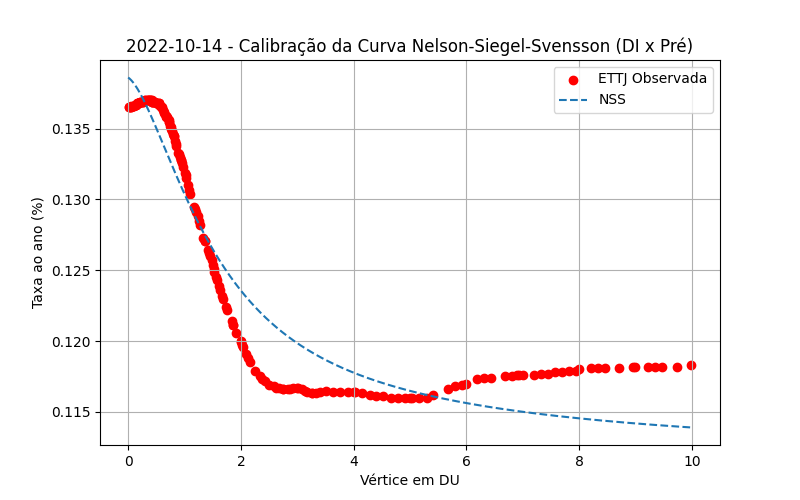 2022-10-14 - Calibração da Curva Nelson-Siegel-Svensson (DI x Pré)
ETTJ Observada
NSS
Taxa ao ano (%)
0.135
0.130
0.125
0.120
0.115
0 2 4 6 8 10
Vértice em DU